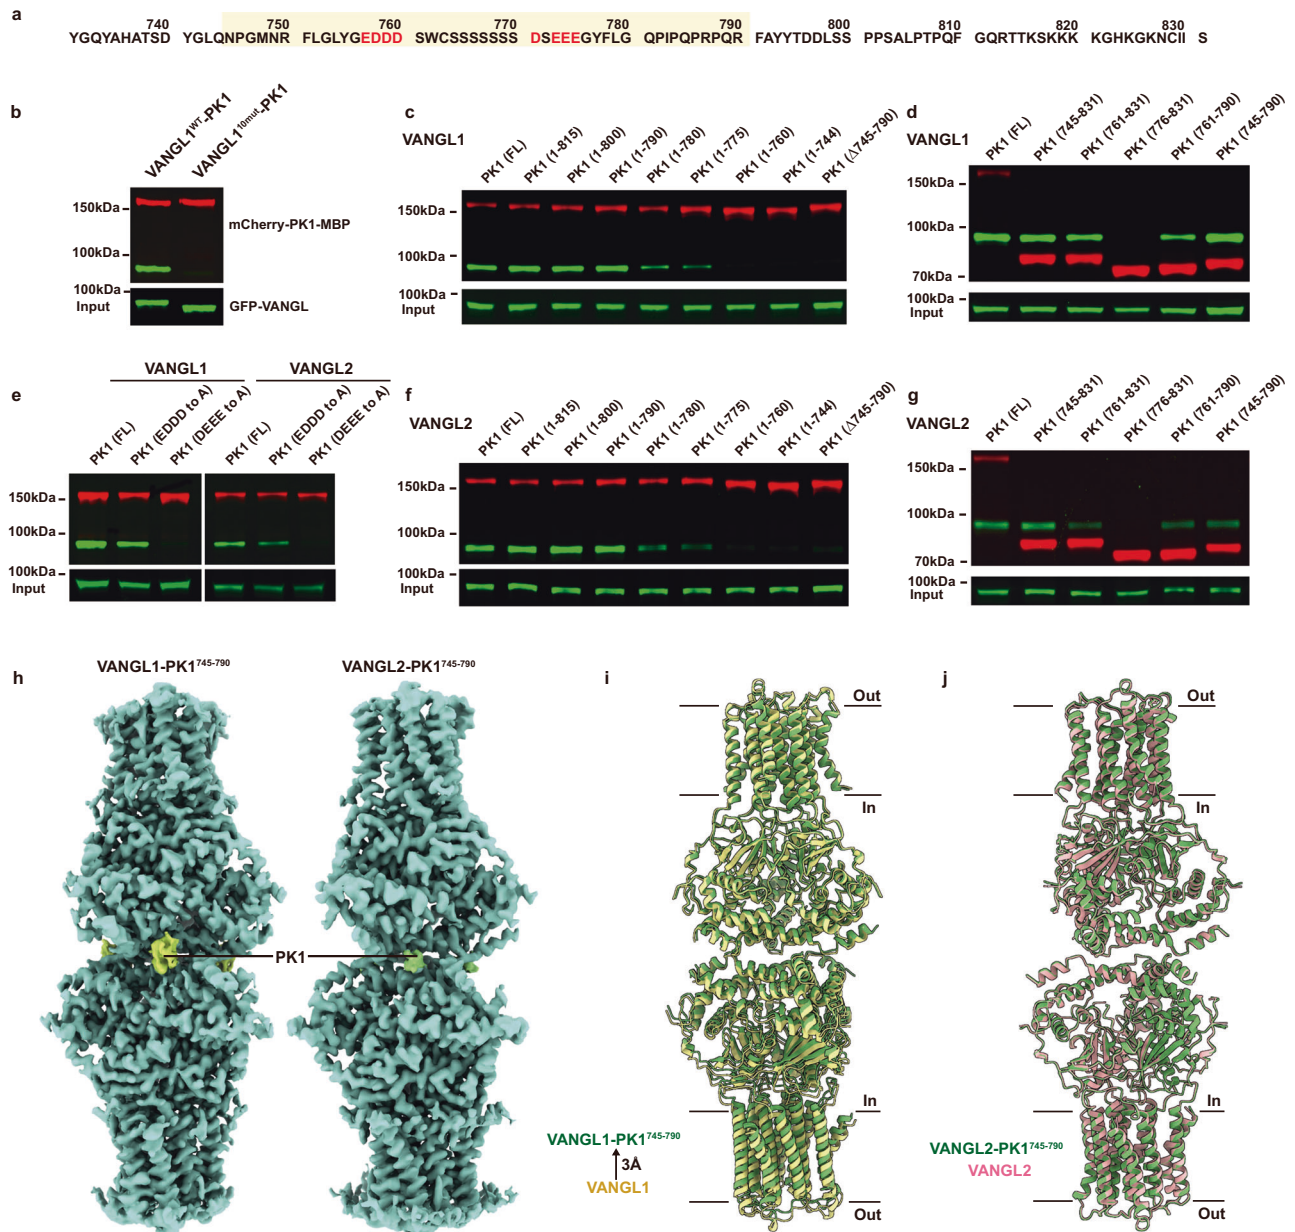 a
740 750 760 770 780 790 800 810 820 830
YGQYAHATSD YGLQNPGMNR FLGLYGEDDD SWCSSSSSSS DSEEEGYFLG QPIPQPRPQR FAYYTDDLSS PPSALPTPQF GQRTTKSKKK KGHKGKNCII S
b
VANGL1WT-PK1
VANGL110mut-PK1
150kDa
mCherry-PK1-MBP
100kDa
100kDa
Input
GFP-VANGL
c
VANGL1
PK1 (FL)
PK1 (1-815)
PK1 (1-800)
PK1 (1-790)
PK1 (1-780)
PK1 (1-775)
PK1 (1-760)
PK1 (1-744)
PK1 (Δ745-790)
150kDa
100kDa
100kDa
Input
d
VANGL1
PK1 (FL)
PK1 (745-831)
PK1 (761-831)
PK1 (776-831)
PK1 (761-790)
PK1 (745-790)
150kDa
100kDa
70kDa
100kDa
Input
e
VANGL1
VANGL2
PK1 (FL)
PK1 (EDDD to A)
PK1 (DEEE to A)
PK1 (FL)
PK1 (EDDD to A)
PK1 (DEEE to A)
150kDa
100kDa
100kDa
Input
f
VANGL2
PK1 (FL)
PK1 (1-815)
PK1 (1-800)
PK1 (1-790)
PK1 (1-780)
PK1 (1-775)
PK1 (1-760)
PK1 (1-744)
PK1 (Δ745-790)
150kDa
100kDa
100kDa
Input
g
VANGL2
PK1 (FL)
PK1 (745-831)
PK1 (761-831)
PK1 (776-831)
PK1 (761-790)
PK1 (745-790)
150kDa
100kDa
70kDa
100kDa
Input
h
VANGL1-PK1745-790
VANGL2-PK1745-790
PK1
i
Out
In
In
Out
VANGL1-PK1745-790
3Å
VANGL1
j
Out
In
In
Out
VANGL2-PK1745-790
VANGL2